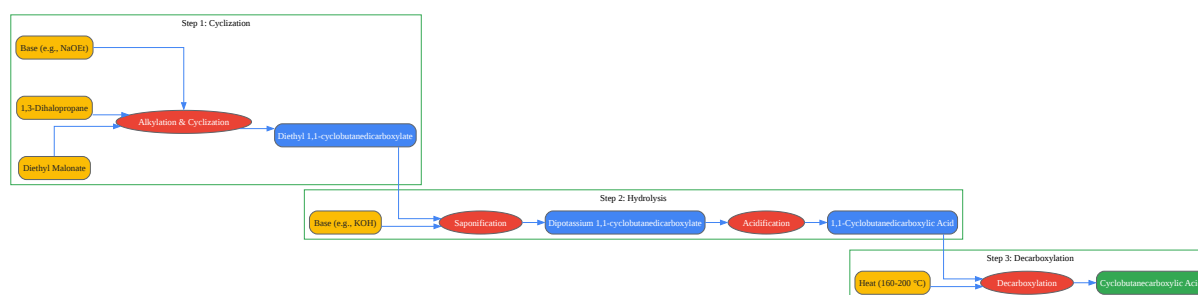 Step 1: Cyclization
Base (e.g., NaOEt)
1,3-Dihalopropane
Alkylation & Cyclization
Diethyl 1,1-cyclobutanedicarboxylate
Diethyl Malonate
Step 2: Hydrolysis
Base (e.g., KOH)
Saponification
Dipotassium 1,1-cyclobutanedicarboxylate
Acidification
1,1-Cyclobutanedicarboxylic Acid
Step 3: Decarboxylation
Heat (160-200 °C)
Decarboxylation
Cyclobutanecarboxylic Acid